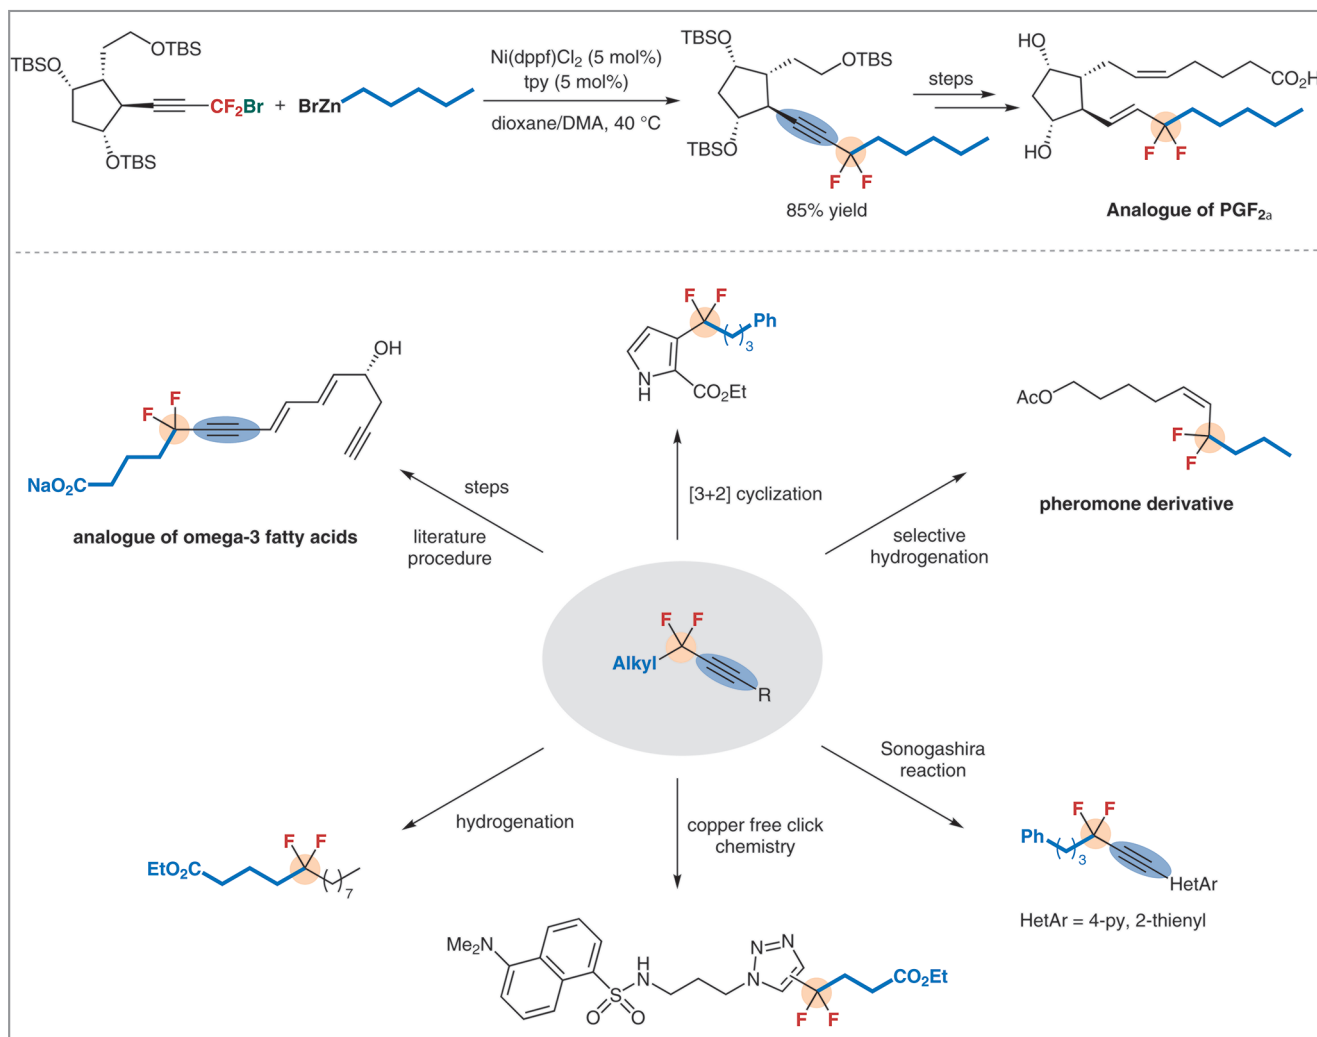 OTBS
TBSO
CF₂Br
OTBS
+
BrZn
Ni(dppf)Cl₂ (5 mol%)
tpy (5 mol%)
dioxane/DMA, 40 °C
TBSO
OTBS
TBSO
F F
85% yield
steps
HO
CO₂H
HO
F F
Analogue of PGF₂ₐ
F F
Ph
3
N
H
CO₂Et
OH
F
F
NaO₂C
analogue of omega-3 fatty acids
steps
literature
procedure
[3+2] cyclization
AcO
F
F
pheromone derivative
selective
hydrogenation
F F
Alkyl
R
hydrogenation
F F
EtO₂C
7
copper free click
chemistry
Sonogashira
reaction
F F
Ph
3
HetAr
HetAr = 4-py, 2-thienyl
Me₂N
S
O O
H
N
N=N
N
CO₂Et
F F